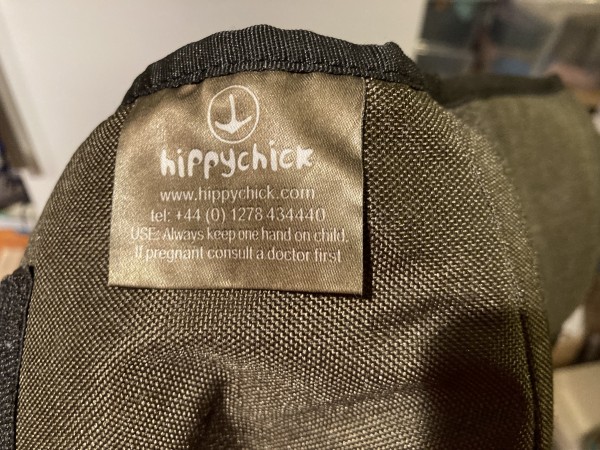 hippychick
www.hippychick.com
tel: +44 (0) 1278 434440
USE: Always keep one hand on child.
If pregnant consult a doctor first